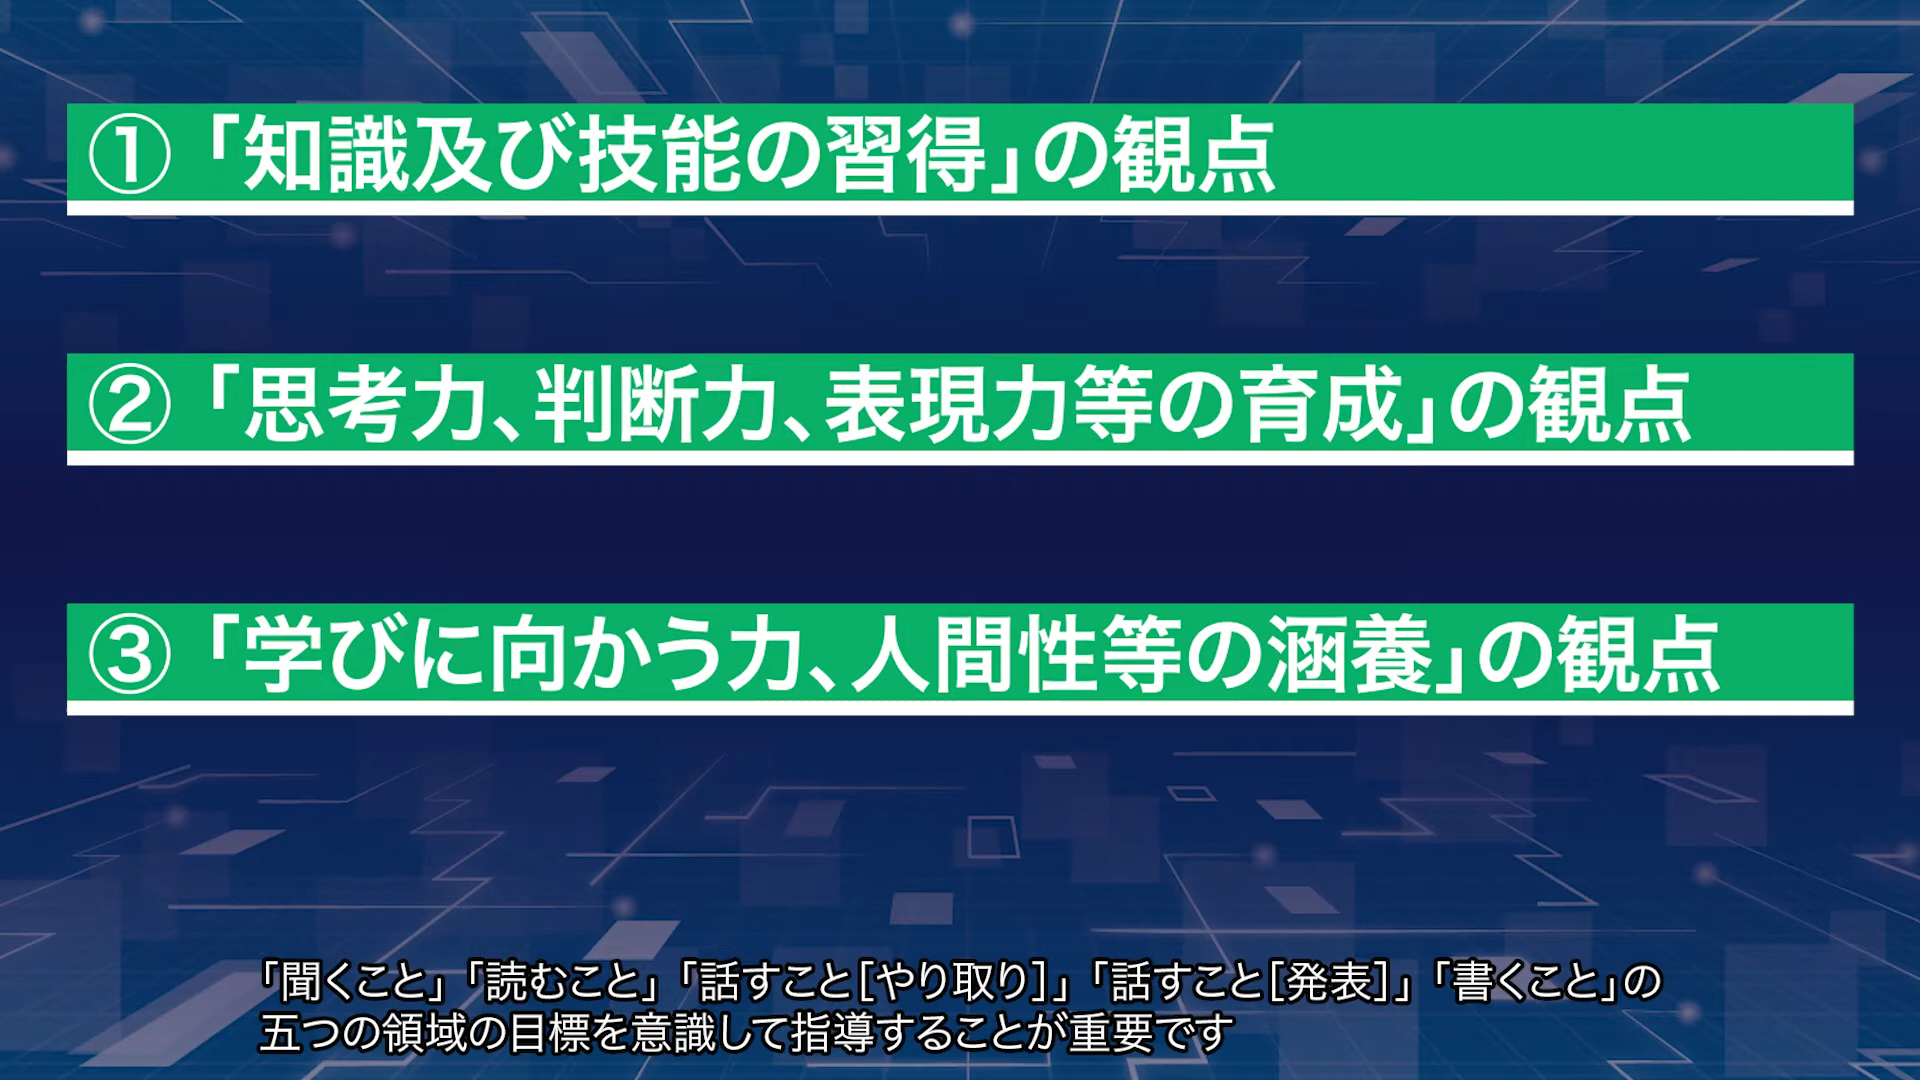 ①「知識及び技能の習得」の観点
②「思考力、判断力、表現力等の育成」の観点
③「学びに向かう力、人間性等の涵養」の観点
「聞くこと」「読むこと」「話すこと[やり取り]」「話すこと[発表]」「書くこと」の
五つの領域の目標を意識して指導することが重要です